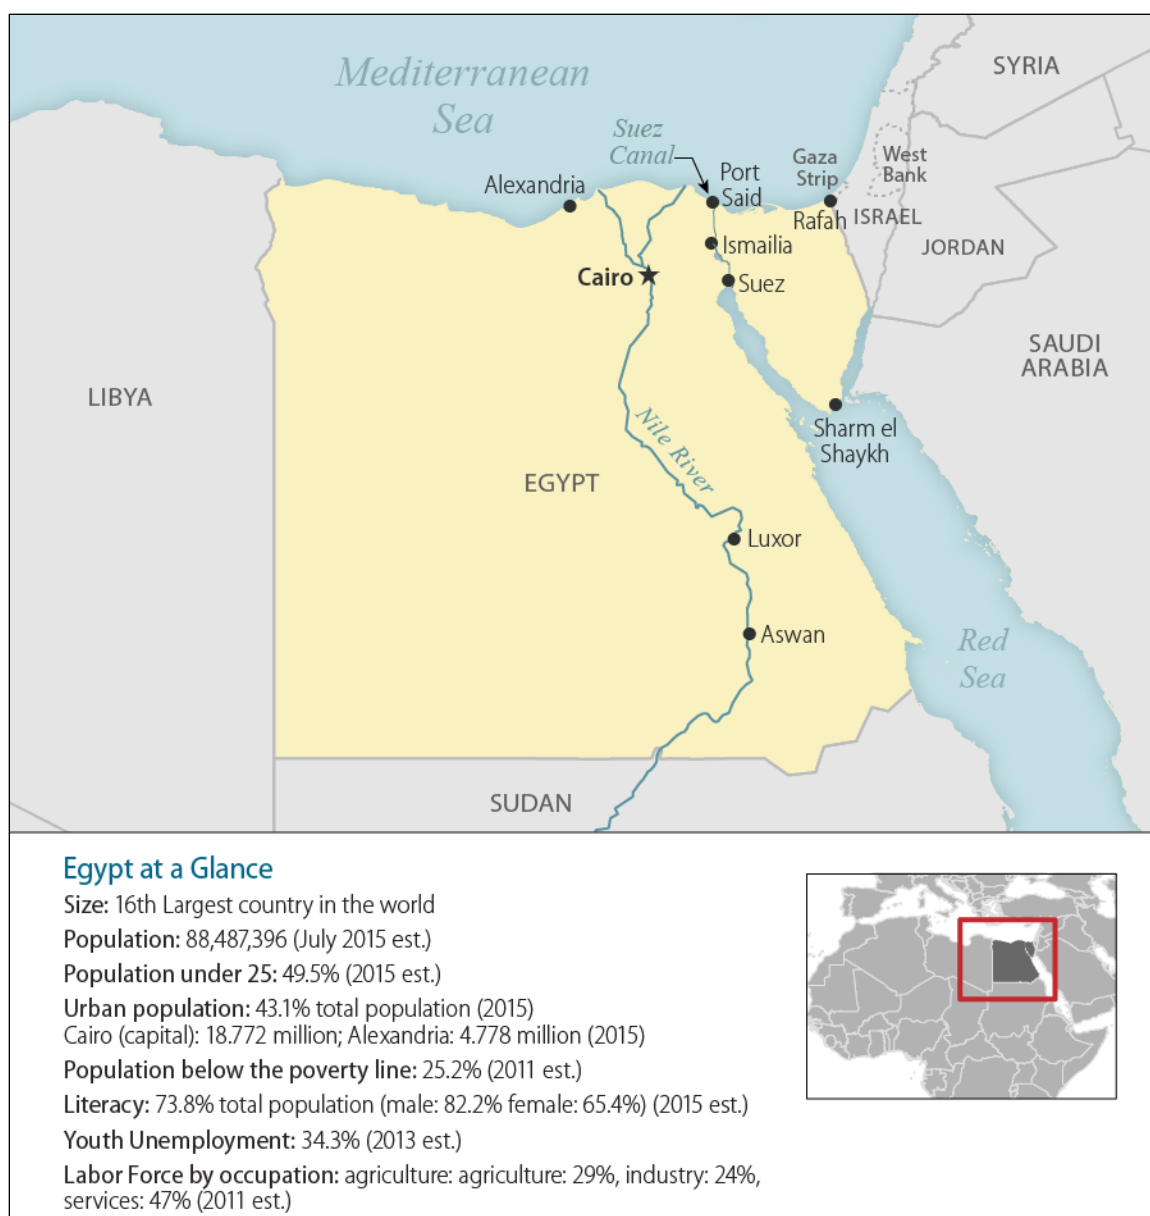 Mediterranean
Sea
SYRIA
Suez
Canal
Gaza
Strip
West
Bank
Port
Said
Alexandria
Rafah
ISRAEL
Ismailia
JORDAN
Cairo
Suez
SAUDI
ARABIA
LIBYA
Sharm el
Shaykh
Nile River
EGYPT
Luxor
Aswan
Red
Sea
SUDAN
Egypt at a Glance
Size: 16th Largest country in the world
Population: 88,487,396 (July 2015 est.)
Population under 25: 49.5% (2015 est.)
Urban population: 43.1% total population (2015)
Cairo (capital): 18.772 million; Alexandria: 4.778 million (2015)
Population below the poverty line: 25.2% (2011 est.)
Literacy: 73.8% total population (male: 82.2% female: 65.4%) (2015 est.)
Youth Unemployment: 34.3% (2013 est.)
Labor Force by occupation: agriculture: agriculture: 29%, industry: 24%,
services: 47% (2011 est.)